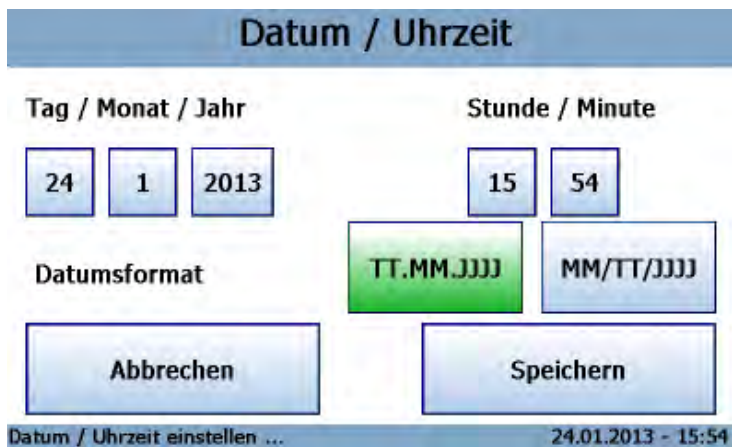 Datum / Uhrzeit
Tag / Monat / Jahr
Stunde / Minute
24 1 2013
15 54
Datumsformat
TT.MM.JJJJ
MM/TT/JJJJ
Abbrechen
Speichern
Datum / Uhrzeit einstellen ...
24.01.2013 - 15:54